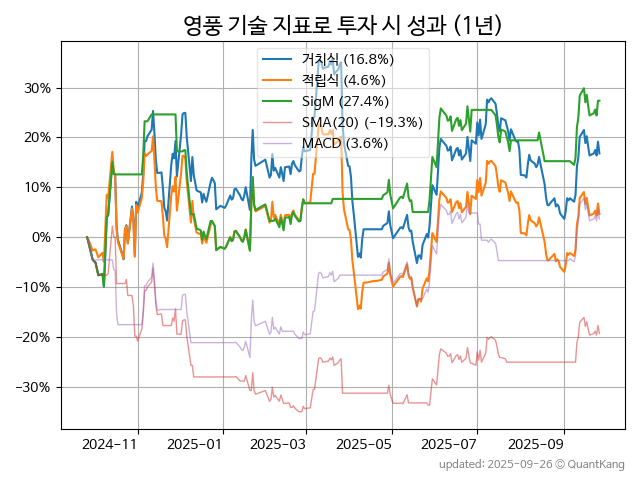 영풍 기술 지표로 투자 시 성과 (1년)
거치식 (16.8%)
적립식 (4.6%)
SigM (27.4%)
SMA(20) (−19.3%)
MACD (3.6%)
30%
20%
10%
0%
−10%
−20%
−30%
2024-11
2025-01
2025-03
2025-05
2025-07
2025-09
updated: 2025-09-26 © QuantKang